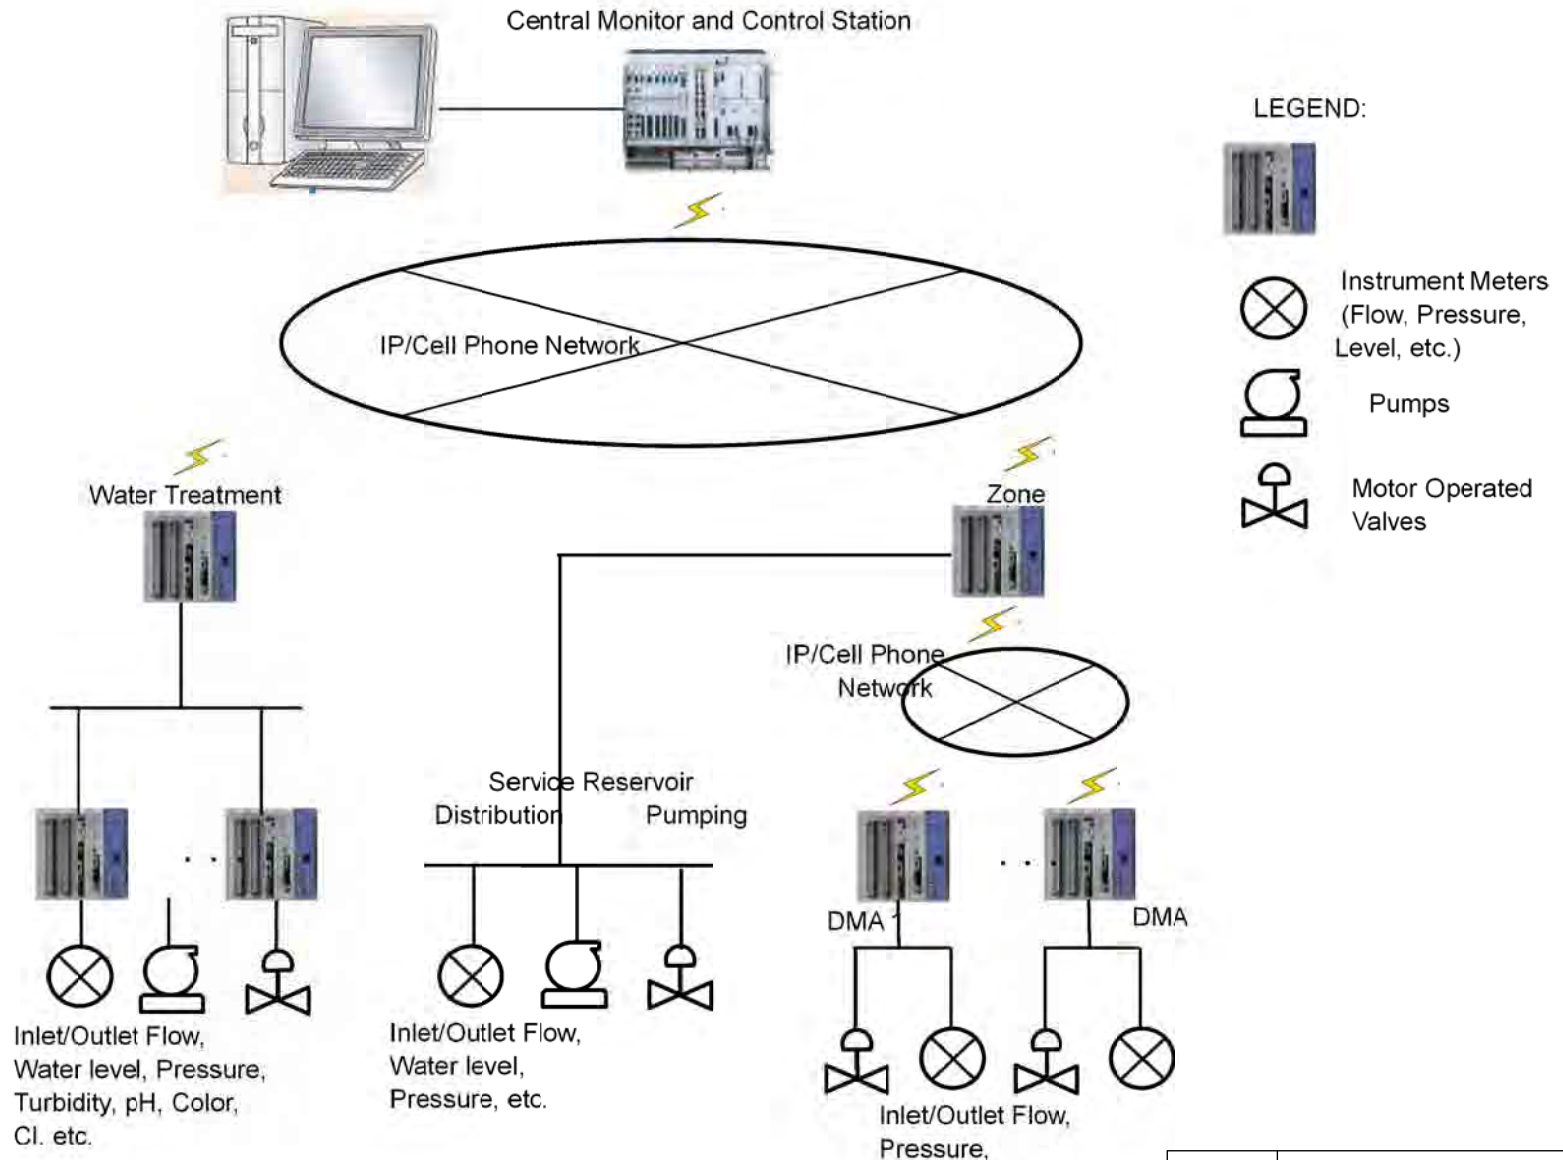 Central Monitor and Control Station
LEGEND:
Instrument Meters
(Flow, Pressure,
Level, etc.)
IP/Cell Phone Network
Pumps
Water Treatment
Zone
Motor Operated
Valves
IP/Cell Phone
Network
Service Reservoir
Distribution
Pumping
DMA 1
DMA
Inlet/Outlet Flow,
Water level, Pressure,
Turbidity, pH, Color,
Cl. etc.
Inlet/Outlet Flow,
Water level,
Pressure, etc.
Inlet/Outlet Flow,
Pressure,